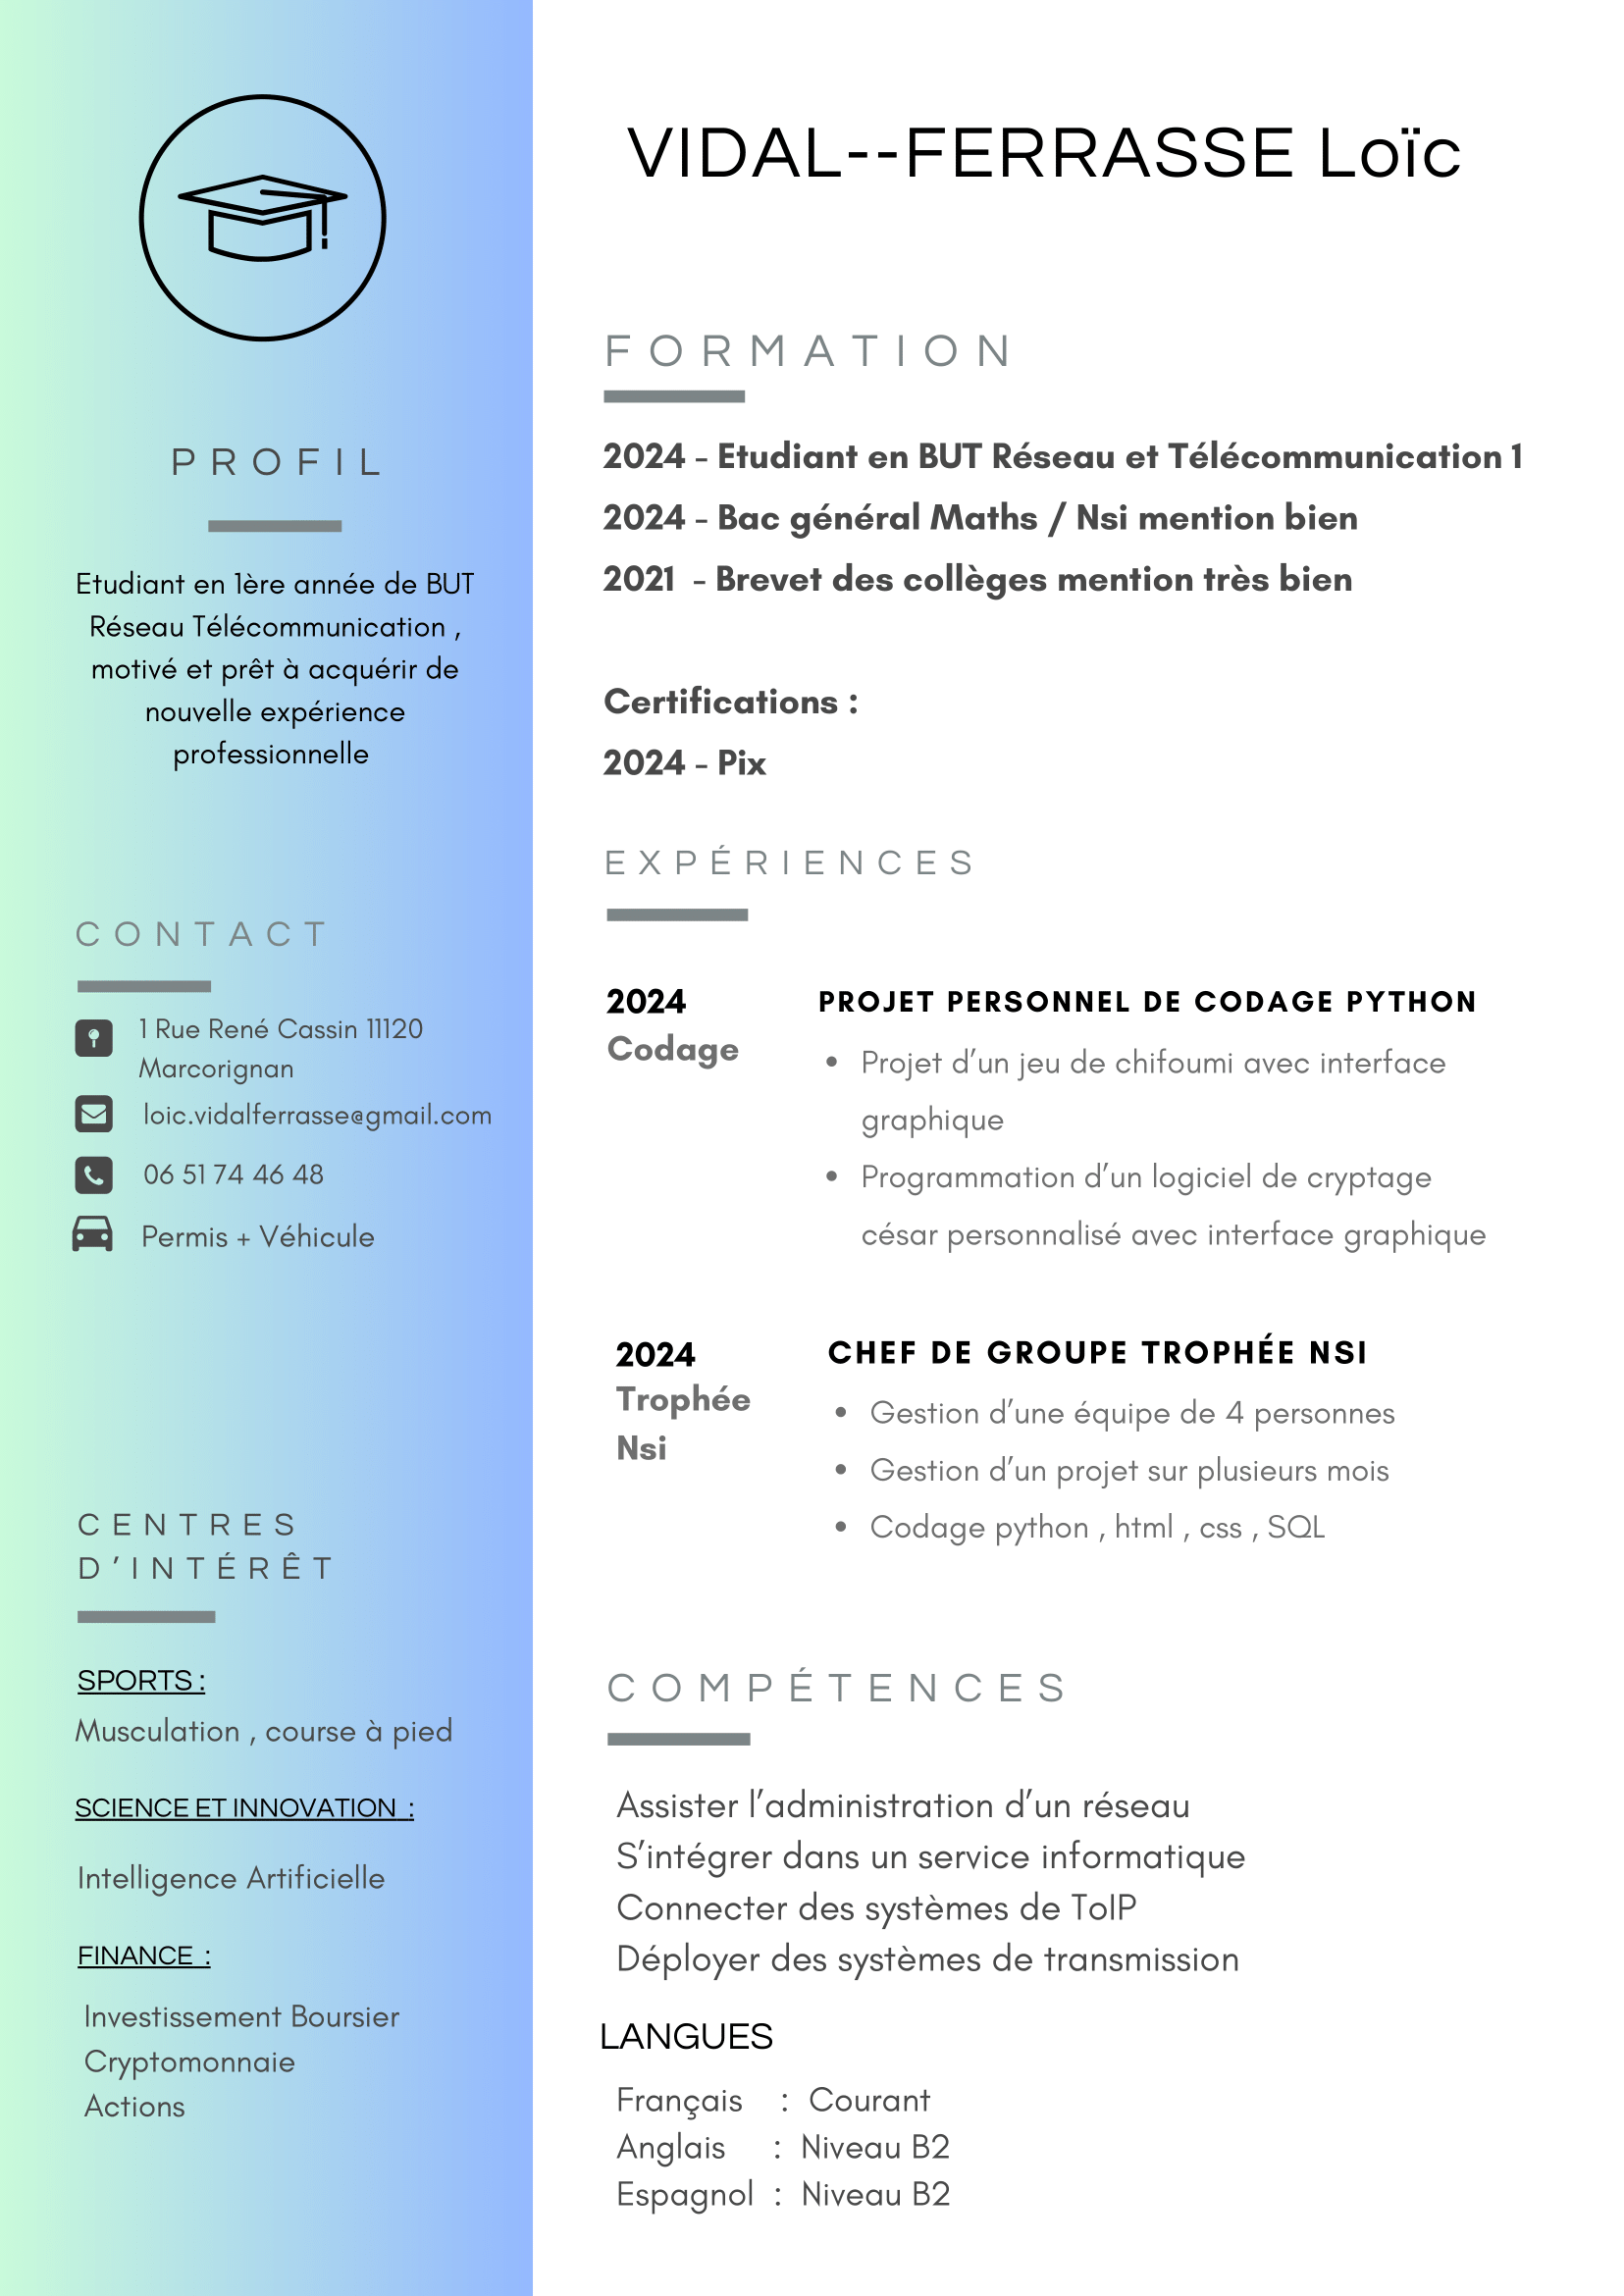 VIDAL--FERRASSE Loïc
PROFIL
Etudiant en 1ère année de BUT
Réseau Télécommunication ,
motivé et prêt à acquérir de
nouvelle expérience
professionnelle
CONTACT
1 Rue René Cassin 11120
Marcorignan
loic.vidalferrasse@gmail.com
06 51 74 46 48
Permis + Véhicule
CENTRES
D’INTÉRÊT
SPORTS :
Musculation , course à pied
SCIENCE ET INNOVATION :
Intelligence Artificielle
FINANCE :
Investissement Boursier
Cryptomonnaie
Actions
FORMATION
2024 - Etudiant en BUT Réseau et Télécommunication 1
2024 - Bac général Maths / Nsi mention bien
2021 - Brevet des collèges mention très bien
Certifications :
2024 - Pix
EXPÉRIENCES
2024
Codage
PROJET PERSONNEL DE CODAGE PYTHON
• Projet d’un jeu de chifoumi avec interface
graphique
• Programmation d’un logiciel de cryptage
césar personnalisé avec interface graphique
2024
Trophée
Nsi
CHEF DE GROUPE TROPHÉE NSI
• Gestion d’une équipe de 4 personnes
• Gestion d’un projet sur plusieurs mois
• Codage python , html , css , SQL
COMPÉTENCES
Assister l’administration d’un réseau
S’intégrer dans un service informatique
Connecter des systèmes de ToIP
Déployer des systèmes de transmission
LANGUES
Français : Courant
Anglais : Niveau B2
Espagnol : Niveau B2